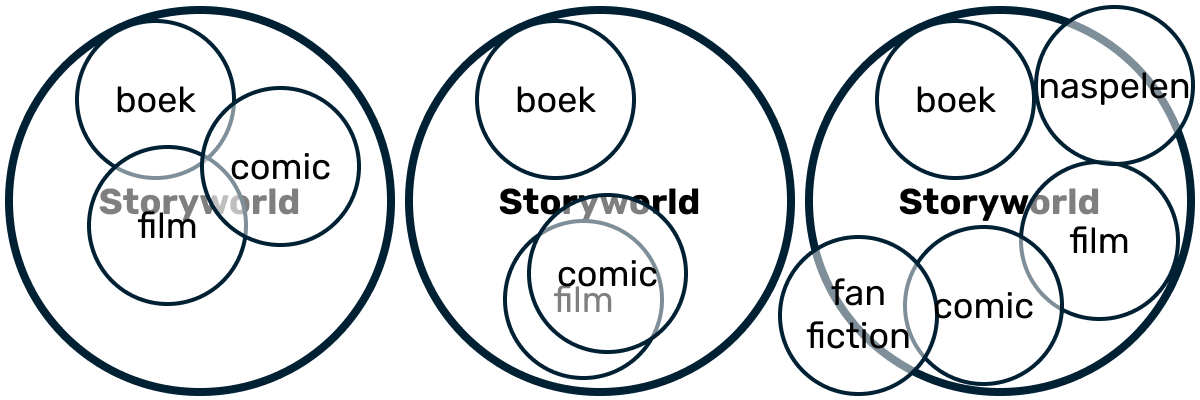 boek
comic
Storyworld
film
boek
Storyworld
comic
film
boek
naspelen
Storyworld
film
fan
fiction
comic